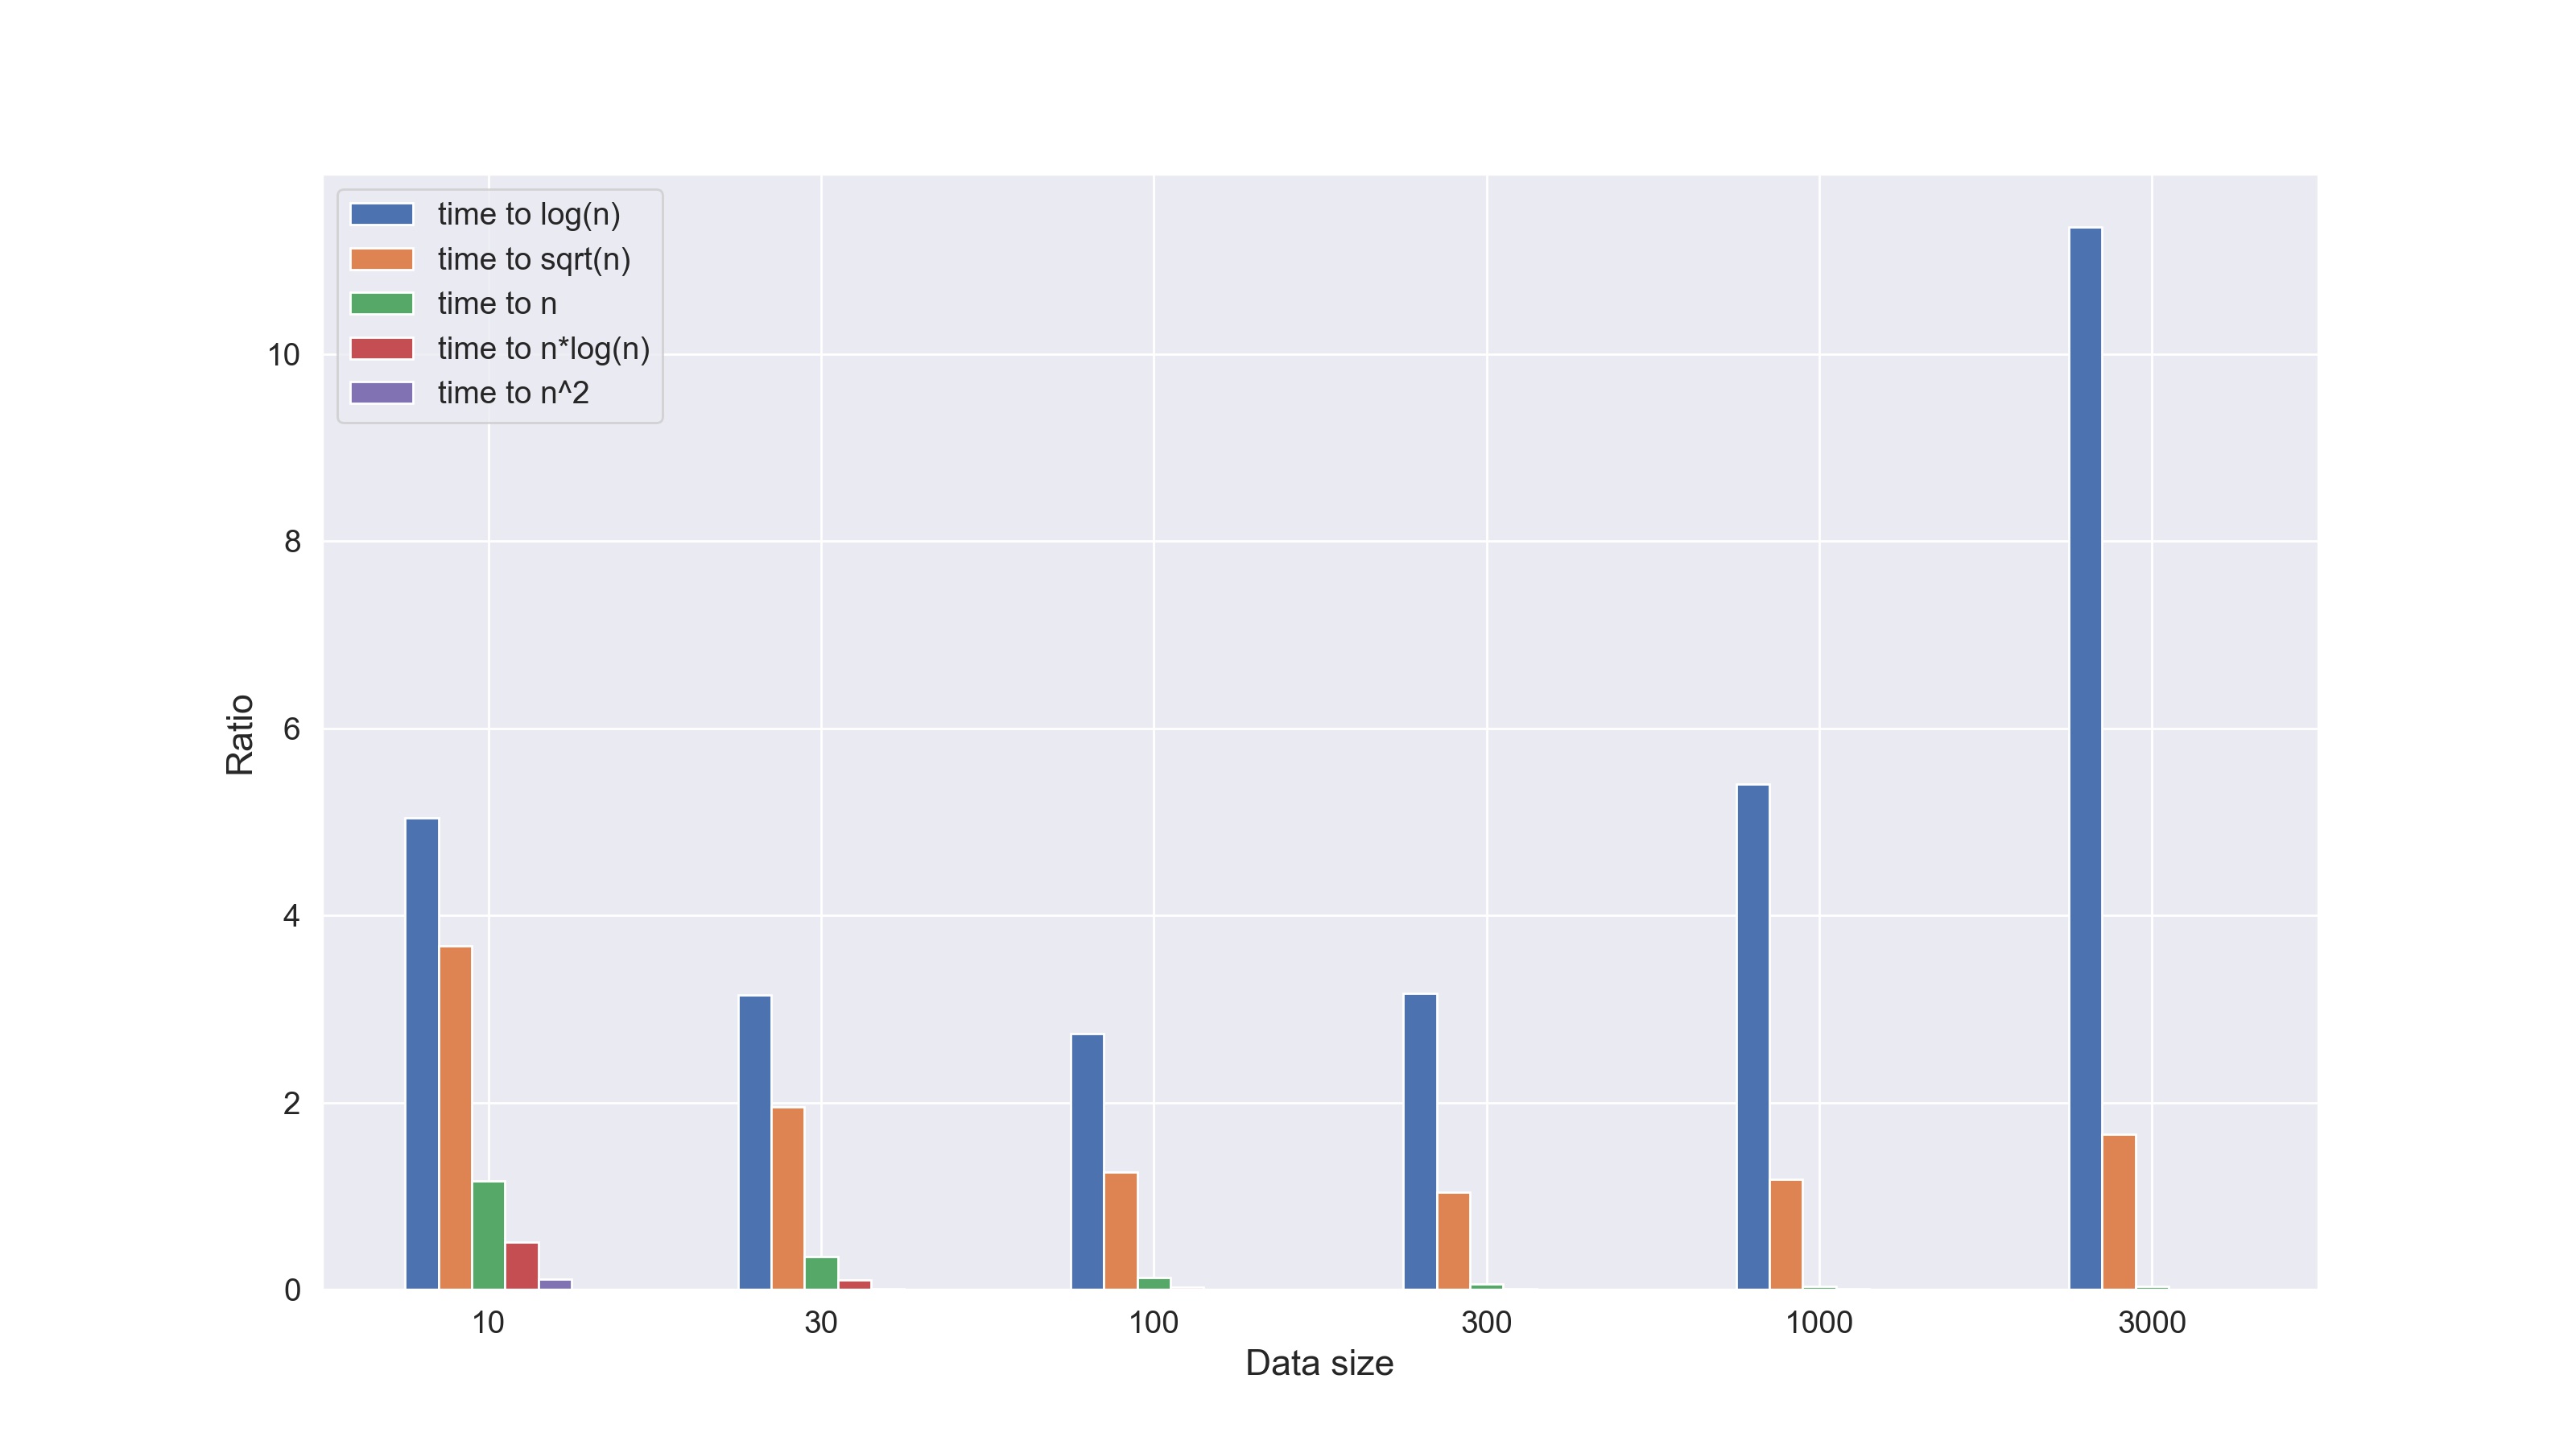 time to log(n)
time to sqrt(n)
time to n
time to n*log(n)
time to n^2
10
8
6
4
2
0
Ratio
10 30 100 300 1000 3000
Data size